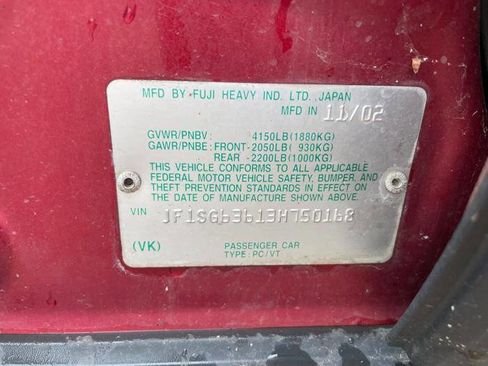 MFD BY FUJI HEAVY IND. LTD., JAPAN
MFD IN 11/02
GVWR/PNBV: 4150LB(1880KG)
GAWR/PNBE: FRONT-2050LB( 930KG)
REAR -2200LB(1000KG)
THIS VEHICLE CONFORMS TO ALL APPLICABLE
FEDERAL MOTOR VEHICLE SAFETY, BUMPER, AND
THEFT PREVENTION STANDARDS IN EFFECT ON
THE DATE OF MANUFACTURE SHOWN ABOVE.
VIN JF1SG63613H750168
(VK) PASSENGER CAR
TYPE: PC/VT